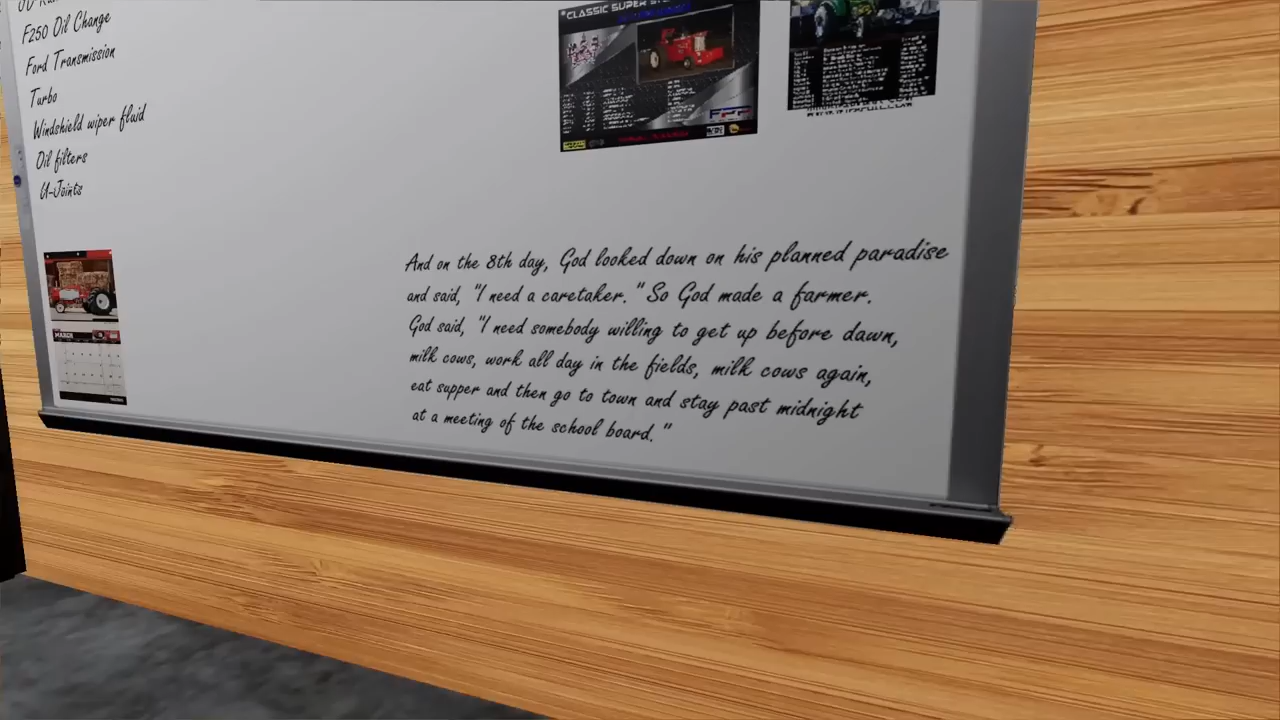 F250 Oil Change
Ford Transmission
Turbo
Windshield wiper fluid
Oil filters
U-Joints
MARCH
CLASSIC SUPER
And on the 8th day, God looked down on his planned paradise
and said, "I need a caretaker." So God made a farmer.
God said, "I need somebody willing to get up before dawn,
milk cows, work all day in the fields, milk cows again,
eat supper and then go to town and stay past midnight
at a meeting of the school board."